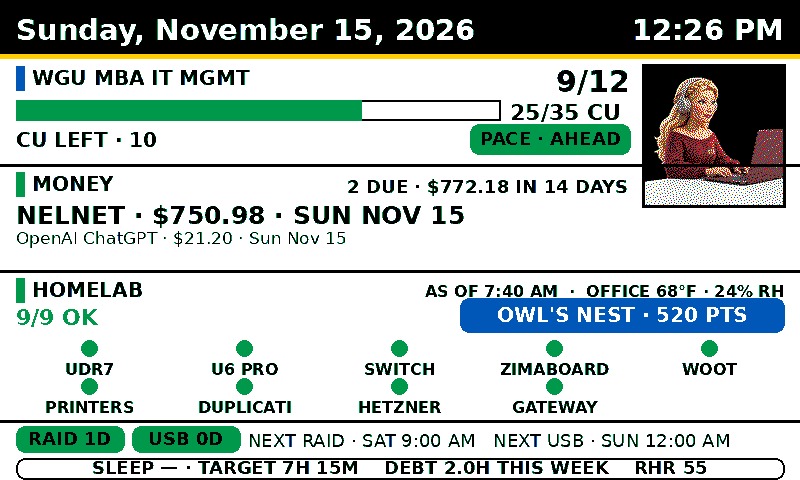 Sunday, November 15, 2026 12:26 PM
WGU MBA IT MGMT 9/12
25/35 CU
CU LEFT · 10 PACE · AHEAD
MONEY 2 DUE · $772.18 IN 14 DAYS
NELNET · $750.98 · SUN NOV 15
OpenAI ChatGPT · $21.20 · Sun Nov 15
HOMELAB AS OF 7:40 AM · OFFICE 68°F · 24% RH
9/9 OK OWL'S NEST · 520 PTS
UDR7 U6 PRO SWITCH ZIMABOARD WOOT
PRINTERS DUPLICATI HETZNER GATEWAY
RAID 1D USB 0D NEXT RAID · SAT 9:00 AM NEXT USB · SUN 12:00 AM
SLEEP — · TARGET 7H 15M DEBT 2.0H THIS WEEK RHR 55